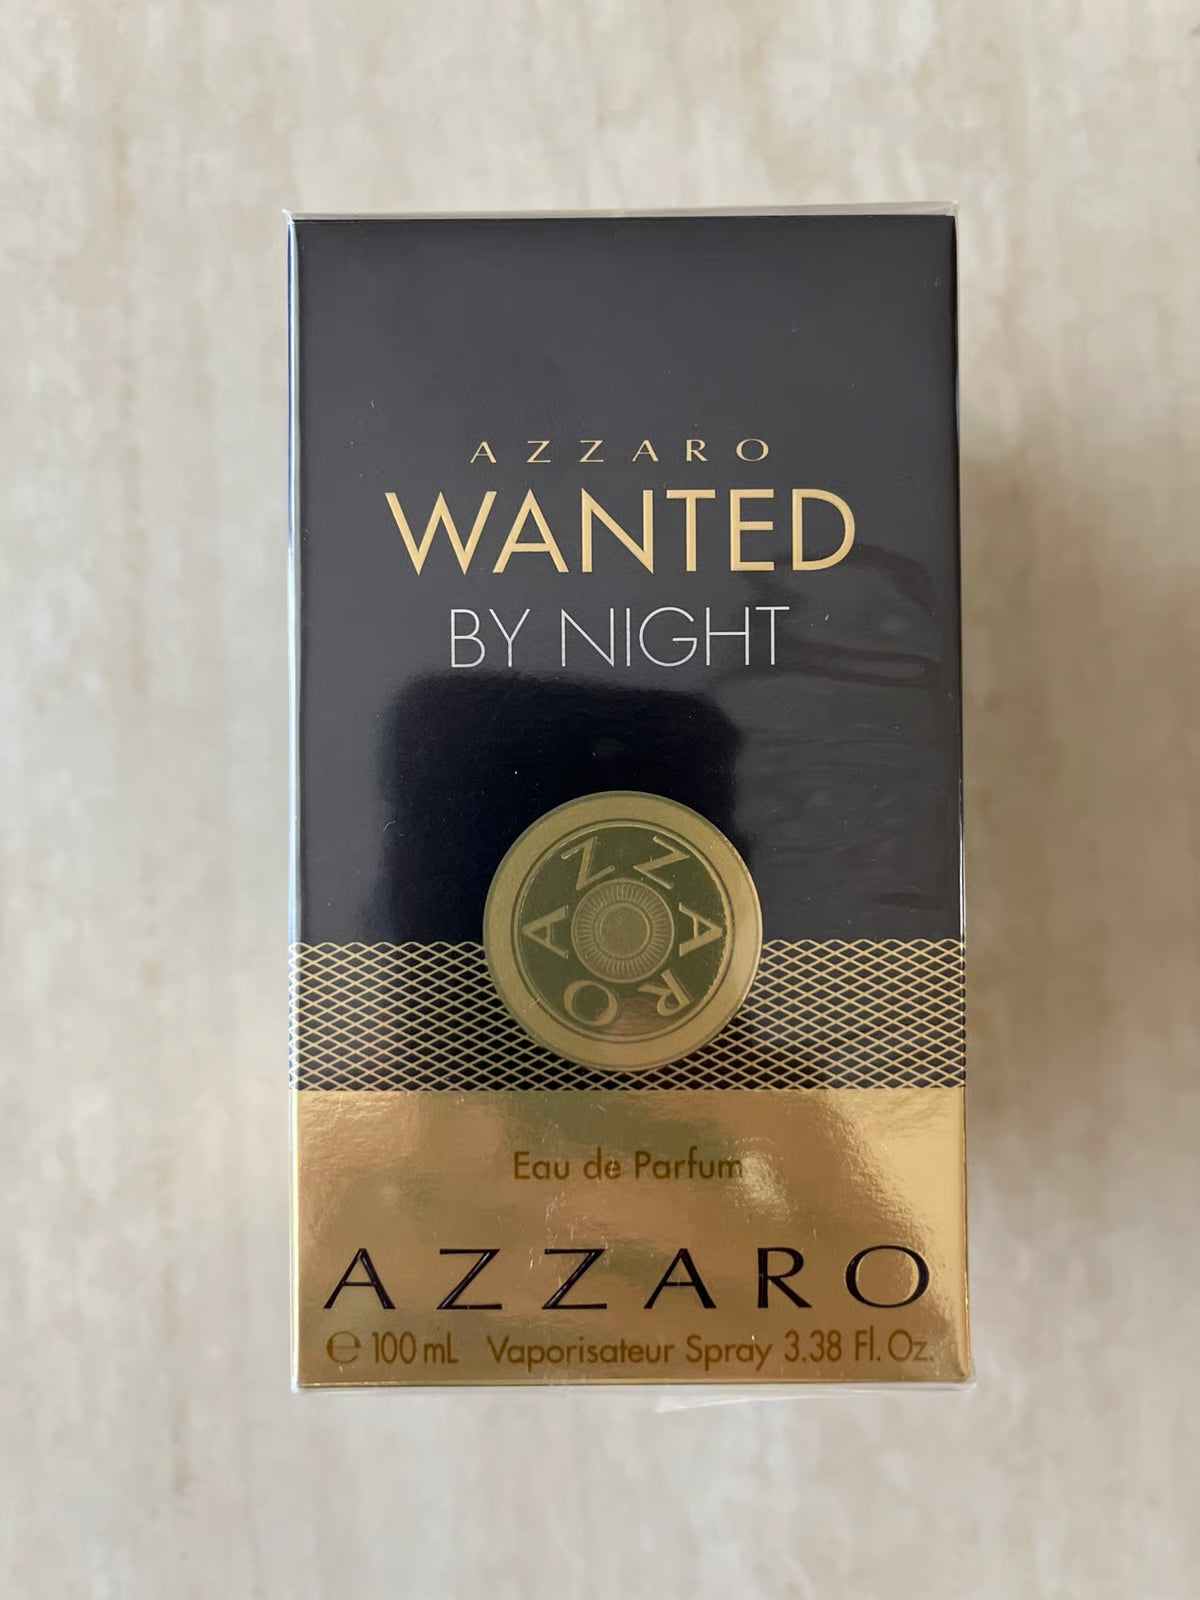 AZZARO
WANTED
BY NIGHT
AZZARO
Eau de Parfum
AZZARO
℮ 100 mL Vaporisateur Spray 3.38 Fl. Oz.